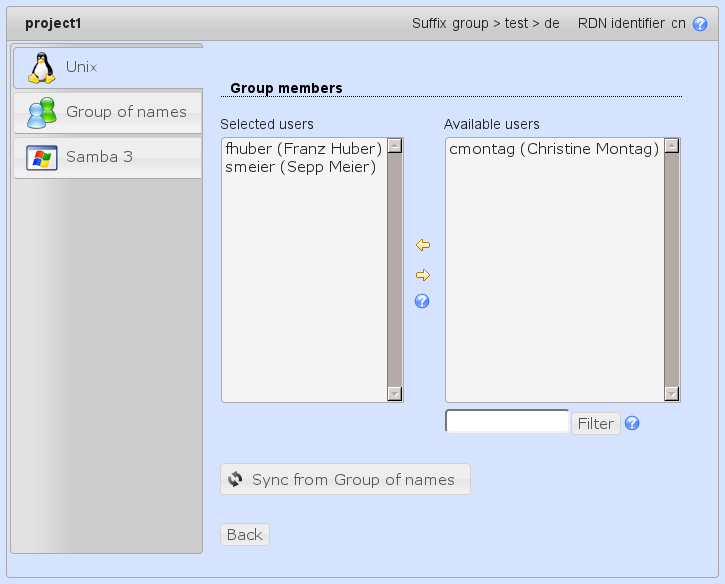 project1
Suffix group > test > de RDN identifier cn
Unix
Group of names
Samba 3
Group members
Selected users
fhuber (Franz Huber)
smeier (Sepp Meier)
Available users
cmontag (Christine Montag)
Filter
Sync from Group of names
Back